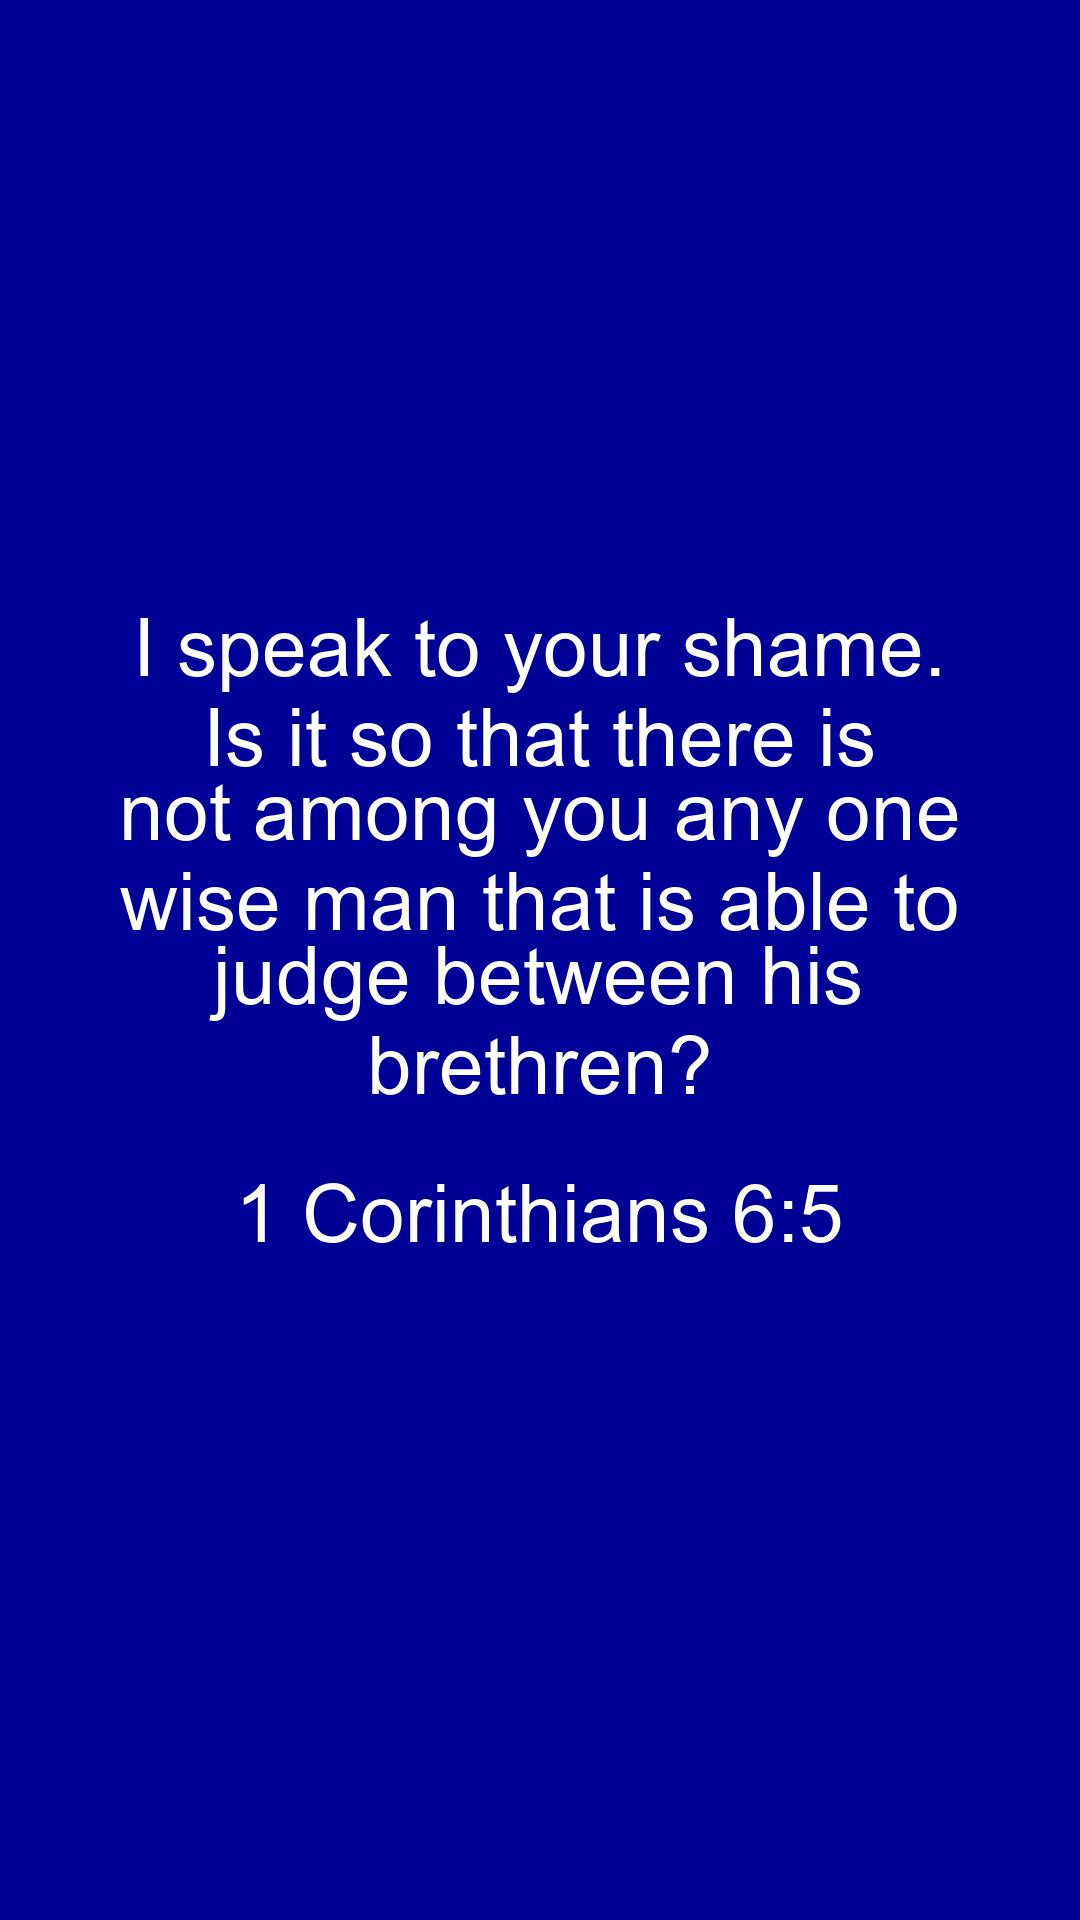 I speak to your shame.
Is it so that there is
not among you any one
wise man that is able to
judge between his
brethren?
1 Corinthians 6:5